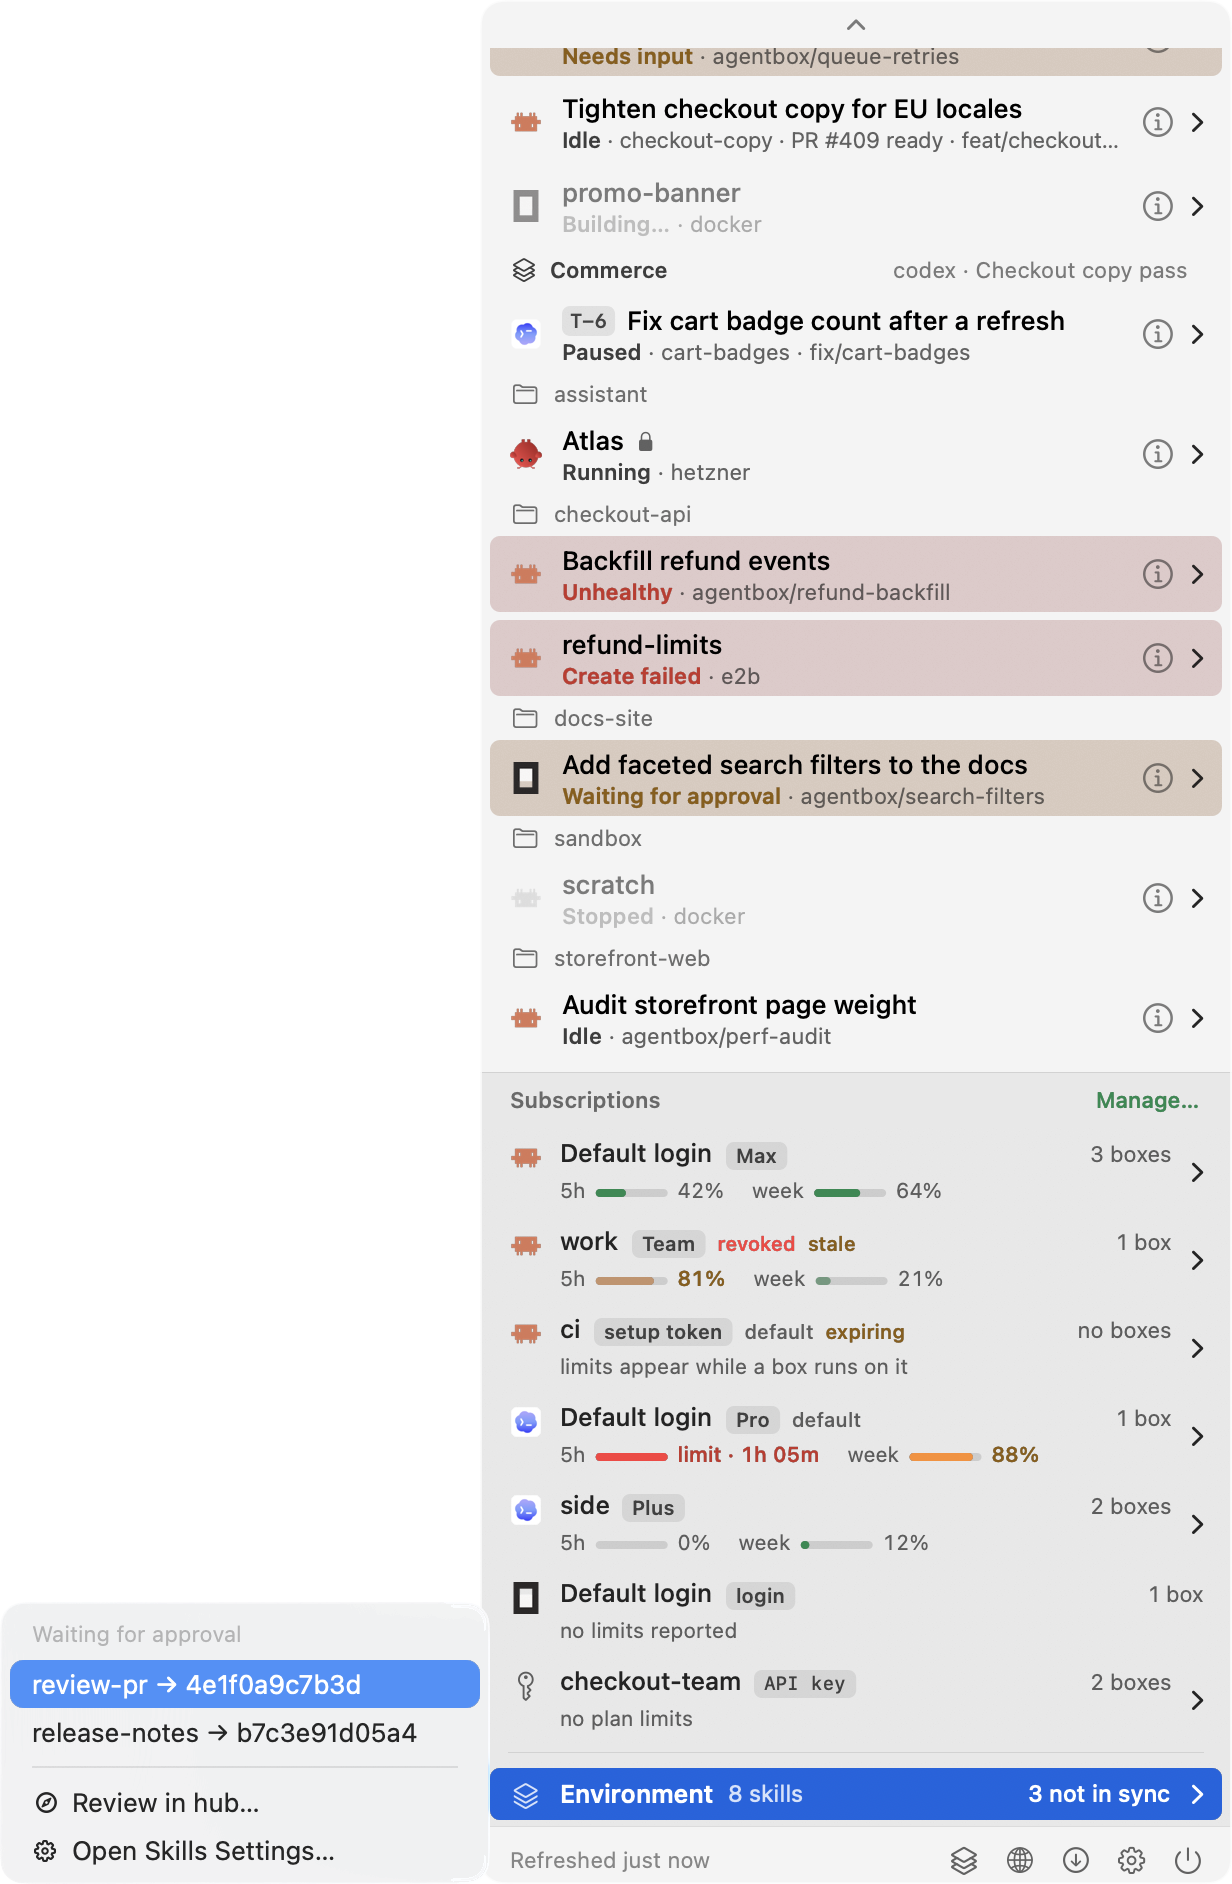 Needs input · agentbox/queue-retries
Tighten checkout copy for EU locales
Idle · checkout-copy · PR #409 ready · feat/checkout...
promo-banner
Building... · docker
Commerce codex · Checkout copy pass
T-6 Fix cart badge count after a refresh
Paused · cart-badges · fix/cart-badges
assistant
Atlas
Running · hetzner
checkout-api
Backfill refund events
Unhealthy · agentbox/refund-backfill
refund-limits
Create failed · e2b
docs-site
Add faceted search filters to the docs
Waiting for approval · agentbox/search-filters
sandbox
scratch
Stopped · docker
storefront-web
Audit storefront page weight
Idle · agentbox/perf-audit
Subscriptions Manage...
Default login Max 3 boxes
5h 42% week 64%
work Team revoked stale 1 box
5h 81% week 21%
ci setup token default expiring no boxes
limits appear while a box runs on it
Default login Pro default 1 box
5h limit · 1h 05m week 88%
side Plus 2 boxes
5h 0% week 12%
Default login login 1 box
no limits reported
checkout-team API key 2 boxes
no plan limits
Environment 8 skills 3 not in sync
Refreshed just now
Waiting for approval
review-pr → 4e1f0a9c7b3d
release-notes → b7c3e91d05a4
Review in hub...
Open Skills Settings...